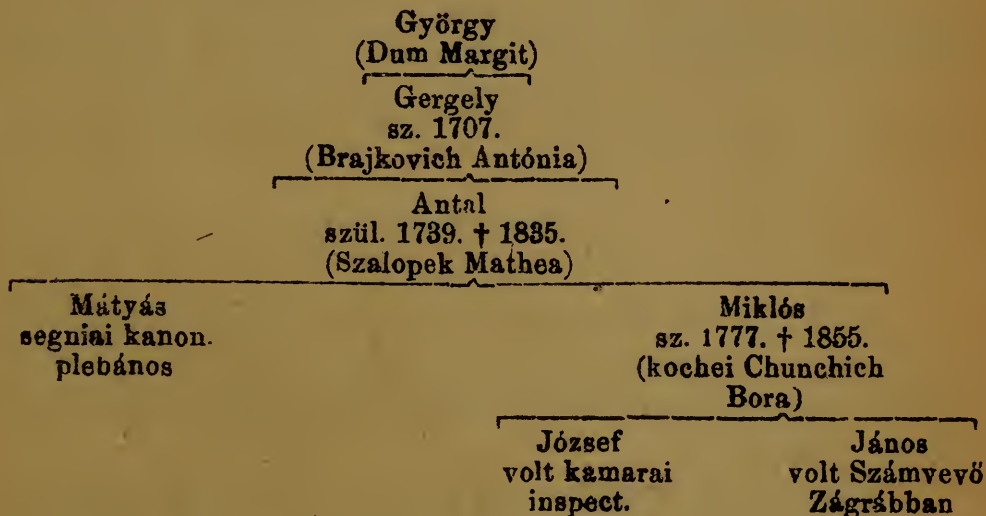 György
(Dum Margit)
Gergely
sz. 1707.
(Brajkovich Antónia)
Antal
szül. 1739. † 1835.
(Szalopek Mathea)
Mátyás
segniai kanon.
plebános
Miklós
sz. 1777. † 1855.
(kochei Chunchich
Bora)
József
volt kamarai
inspect.
János
volt Számvevő
Zágrábban